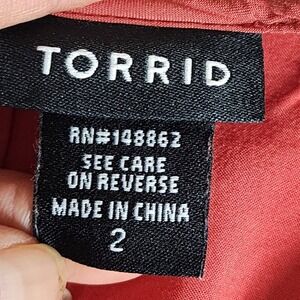 TORRID
RN#148862
SEE CARE
ON REVERSE
MADE IN CHINA
2